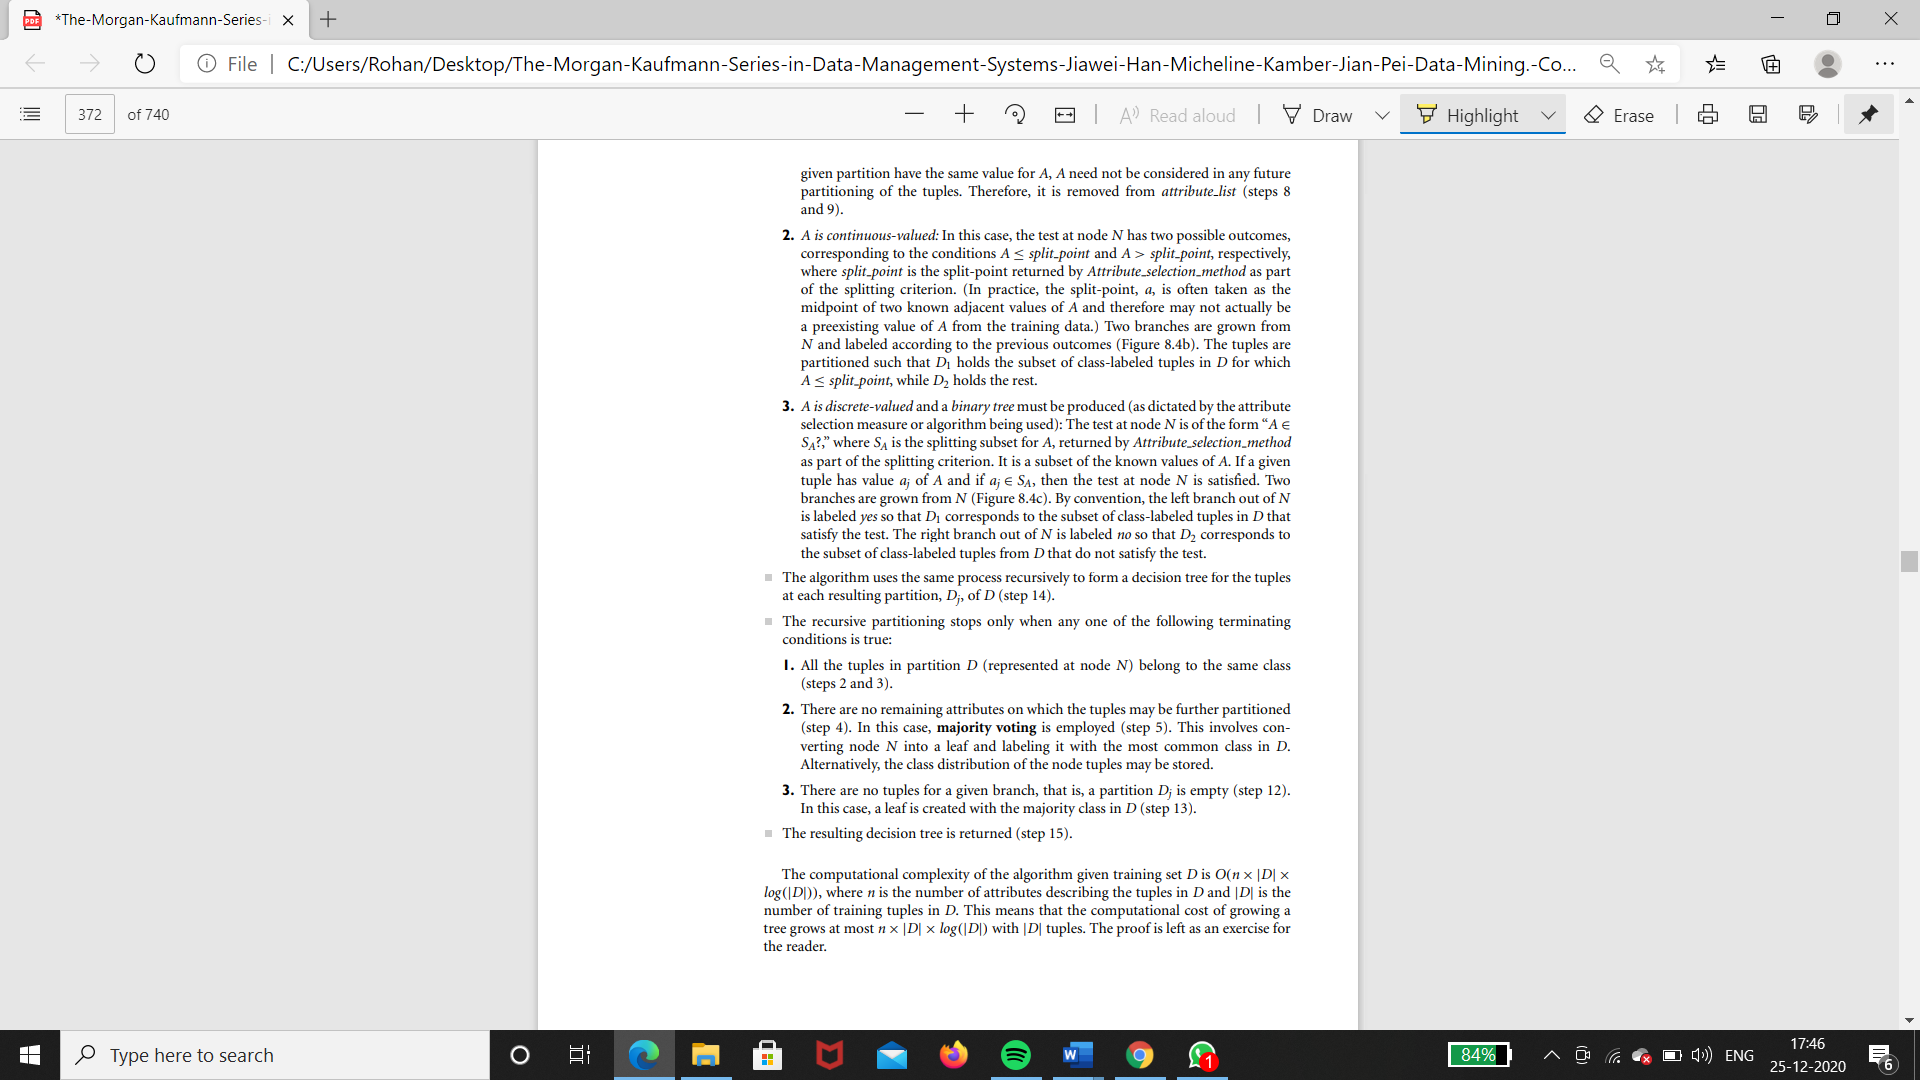 *The-Morgan-Kaufmann-Series-i
File
C:/Users/Rohan/Desktop/The-Morgan-Kaufmann-Series-in-Data-Management-Systems-Jiawei-Han-Micheline-Kamber-Jian-Pei-Data-Mining.-Co...
372 of 740
Read aloud
Draw
Highlight
Erase
given partition have the same value for A, A need not be considered in any future
partitioning of the tuples. Therefore, it is removed from attribute_list (steps 8
and 9).
2. A is continuous-valued: In this case, the test at node N has two possible outcomes,
corresponding to the conditions A ≤ split_point and A > split_point, respectively,
where split_point is the split-point returned by Attribute_selection_method as part
of the splitting criterion. (In practice, the split-point, a, is often taken as the
midpoint of two known adjacent values of A and therefore may not actually be
a preexisting value of A from the training data.) Two branches are grown from
N and labeled according to the previous outcomes (Figure 8.4b). The tuples are
partitioned such that D₁ holds the subset of class-labeled tuples in D for which
A ≤ split_point, while D₂ holds the rest.
3. A is discrete-valued and a binary tree must be produced (as dictated by the attribute
selection measure or algorithm being used): The test at node N is of the form “A ∈
S_A?,” where S_A is the splitting subset for A, returned by Attribute_selection_method
as part of the splitting criterion. It is a subset of the known values of A. If a given
tuple has value a_j of A and if a_j ∈ S_A, then the test at node N is satisfied. Two
branches are grown from N (Figure 8.4c). By convention, the left branch out of N
is labeled yes so that D₁ corresponds to the subset of class-labeled tuples in D that
satisfy the test. The right branch out of N is labeled no so that D₂ corresponds to
the subset of class-labeled tuples from D that do not satisfy the test.
The algorithm uses the same process recursively to form a decision tree for the tuples
at each resulting partition, D_j, of D (step 14).
The recursive partitioning stops only when any one of the following terminating
conditions is true:
1. All the tuples in partition D (represented at node N) belong to the same class
(steps 2 and 3).
2. There are no remaining attributes on which the tuples may be further partitioned
(step 4). In this case, majority voting is employed (step 5). This involves con-
verting node N into a leaf and labeling it with the most common class in D.
Alternatively, the class distribution of the node tuples may be stored.
3. There are no tuples for a given branch, that is, a partition D_j is empty (step 12).
In this case, a leaf is created with the majority class in D (step 13).
The resulting decision tree is returned (step 15).
The computational complexity of the algorithm given training set D is O(n × |D| ×
log(|D|)), where n is the number of attributes describing the tuples in D and |D| is the
number of training tuples in D. This means that the computational cost of growing a
tree grows at most n × |D| × log(|D|) with |D| tuples. The proof is left as an exercise for
the reader.
Type here to search
W
1
84%
ENG
17:46
25-12-2020
6